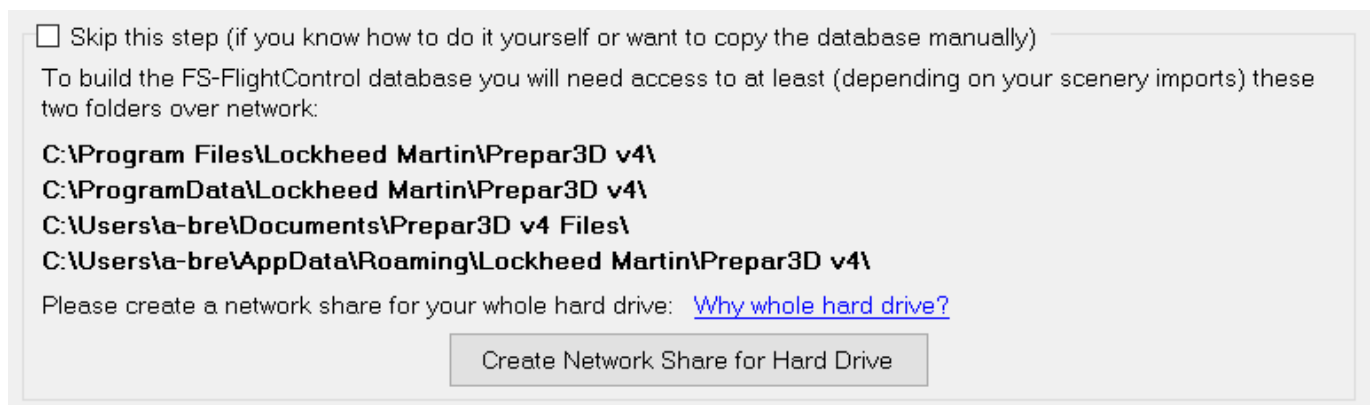 Skip this step (if you know how to do it yourself or want to copy the database manually)
To build the FS-FlightControl database you will need access to at least (depending on your scenery imports) these
two folders over network:
C:\Program Files\Lockheed Martin\Prepar3D v4\
C:\ProgramData\Lockheed Martin\Prepar3D v4\
C:\Users\a-bre\Documents\Prepar3D v4 Files\
C:\Users\a-bre\AppData\Roaming\Lockheed Martin\Prepar3D v4\
Please create a network share for your whole hard drive: Why whole hard drive?
Create Network Share for Hard Drive